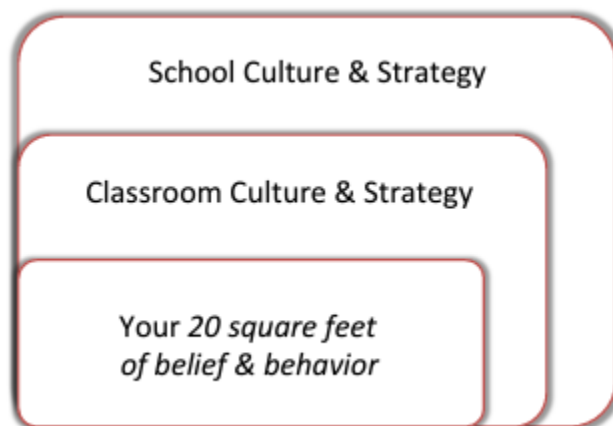 School Culture & Strategy
Classroom Culture & Strategy
Your 20 square feet
of belief & behavior